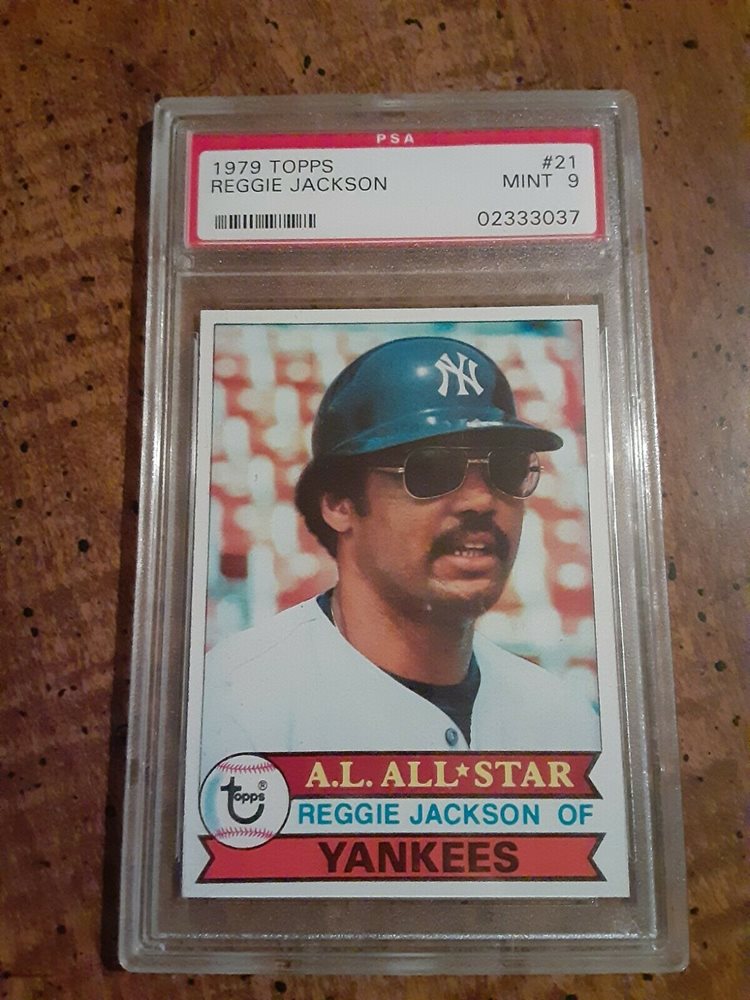 PSA
1979 TOPPS #21
REGGIE JACKSON MINT 9
02333037
NY
A.L. ALL★STAR
topps®
REGGIE JACKSON OF
YANKEES